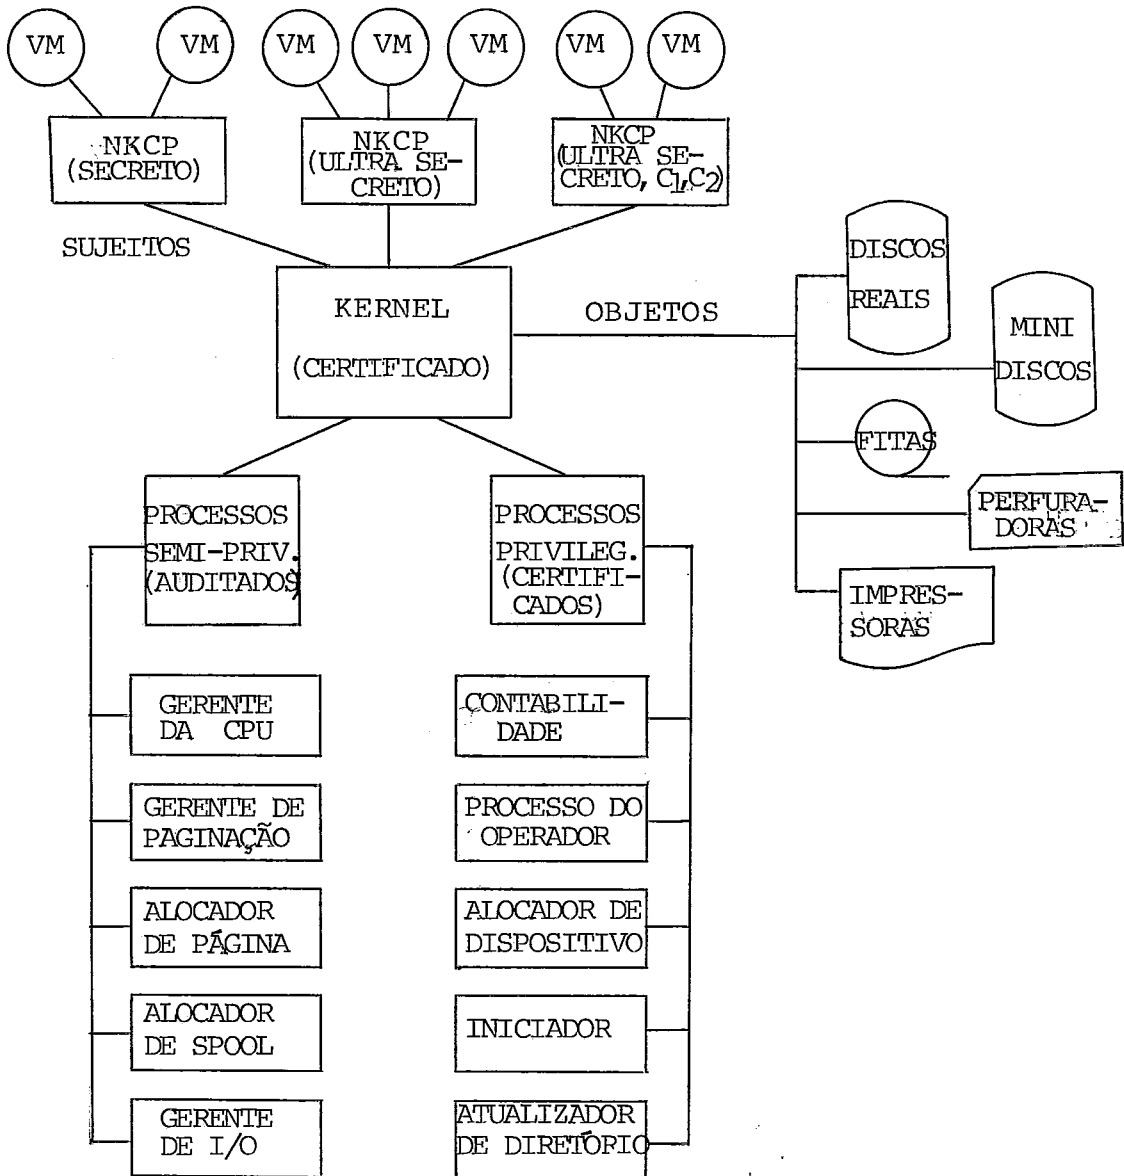 VM VM VM VM VM VM VM
NKCP
(SECRETO)
NKCP
(ULTRA SE-
CRETO)
NKCP
(ULTRA SE-
CRETO, C1,C2)
SUJEITOS
KERNEL
(CERTIFICADO)
OBJETOS
DISCOS
REAIS
MINI
DISCOS
FITAS
PERFURA-
DORAS
IMPRES-
SORAS
PROCESSOS
SEMI-PRIV.
(AUDITADOS)
PROCESSOS
PRIVILEG.
(CERTIFI-
CADOS)
GERENTE
DA CPU
GERENTE DE
PAGINAÇÃO
ALOCADOR
DE PÁGINA
ALOCADOR
DE SPOOL
GERENTE
DE I/O
CONTABILI-
DADE
PROCESSO DO
OPERADOR
ALOCADOR DE
DISPOSITIVO
INICIADOR
ATUALIZADOR
DE DIRETÓRIO